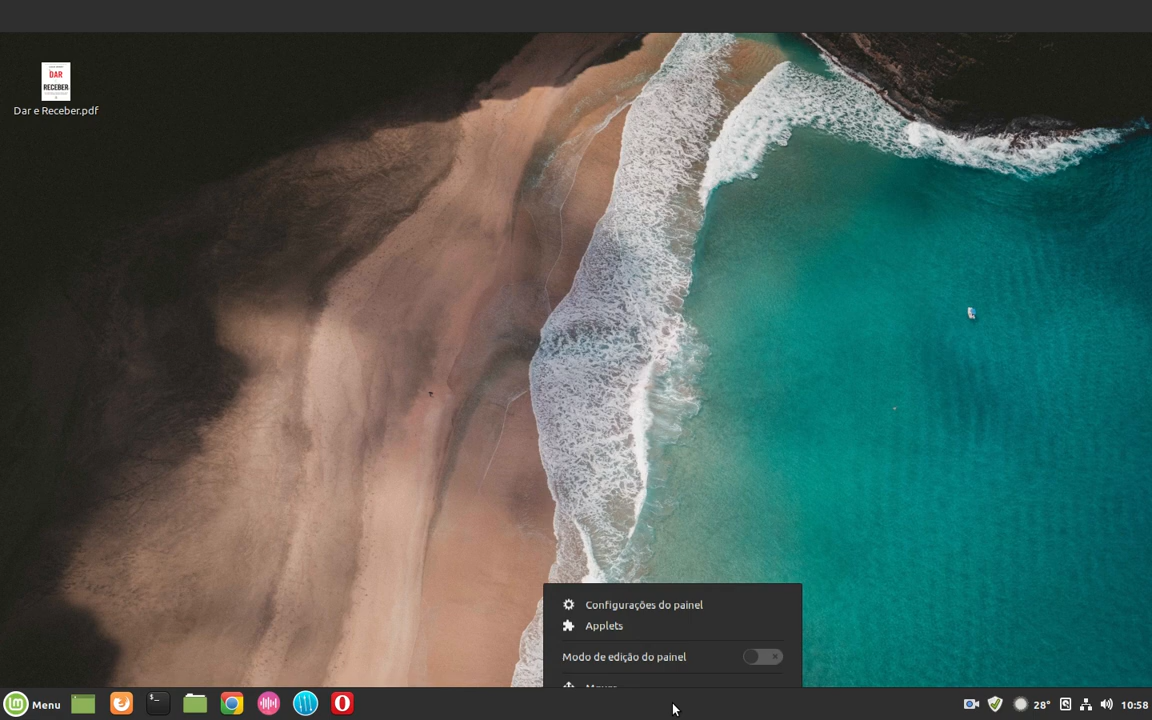 DAR
RECEBER
Dar e Receber.pdf
Configurações do painel
Applets
Modo de edição do painel
Menu
28°
10:58